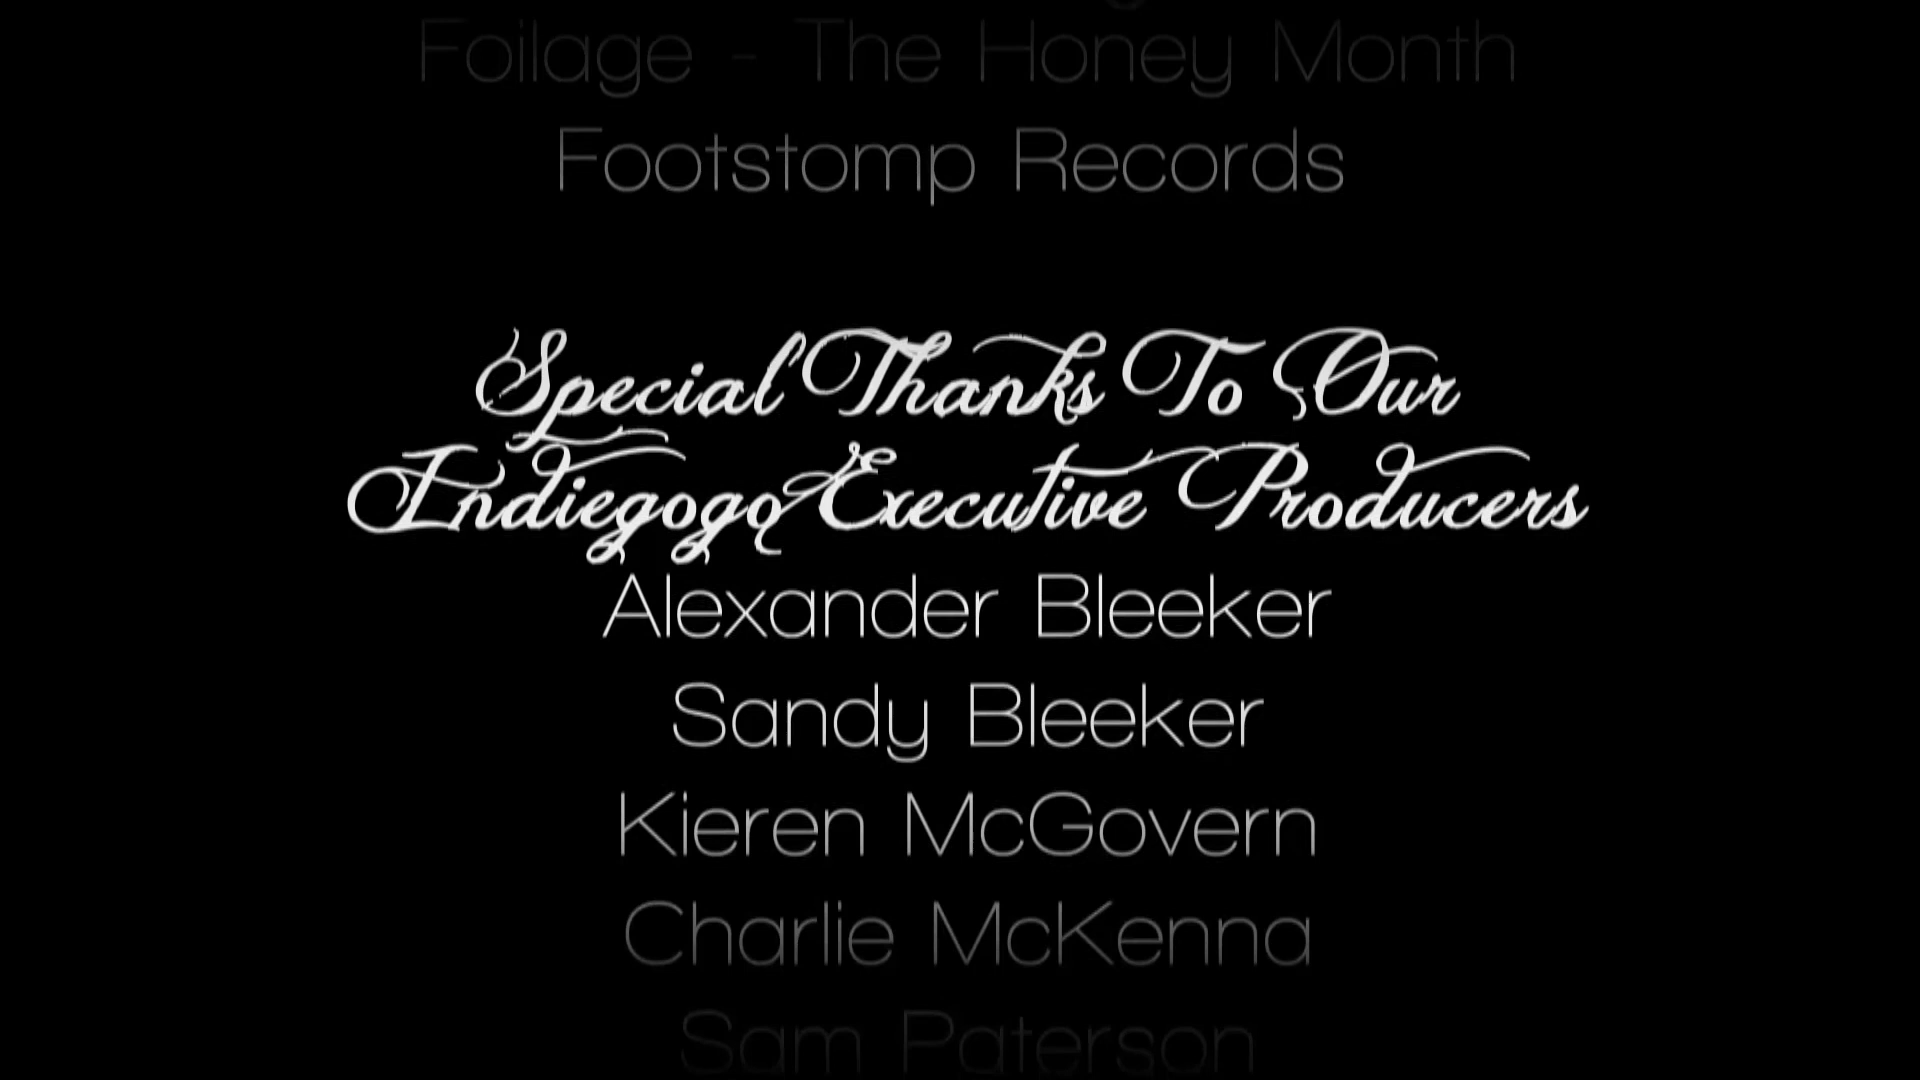 Foilage - The Honey Month
Footstomp Records
Special Thanks To Our
Indiegogo Executive Producers
Alexander Bleeker
Sandy Bleeker
Kieren McGovern
Charlie McKenna
Sam Paterson